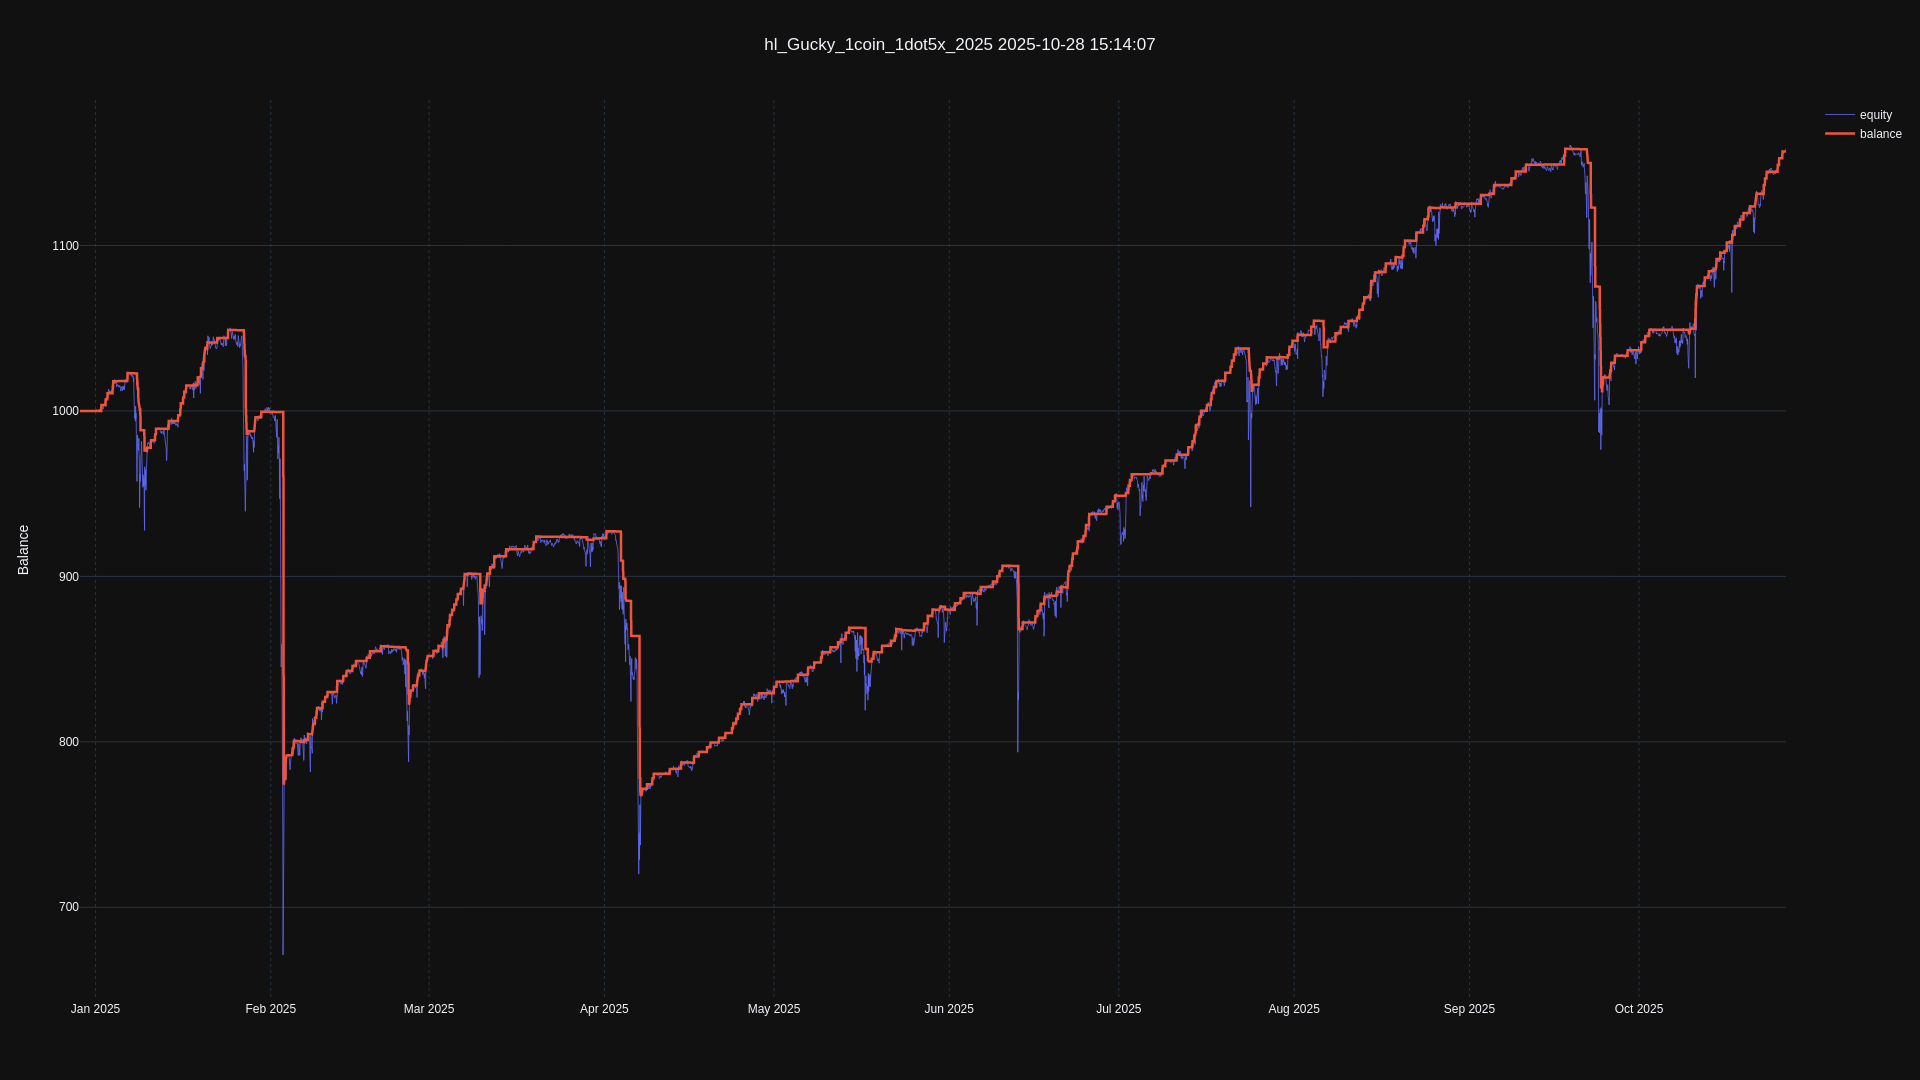 hl_Gucky_1coin_1dot5x_2025 2025-10-28 15:14:07
equity
balance
Balance
1100
1000
900
800
700
Jan 2025
Feb 2025
Mar 2025
Apr 2025
May 2025
Jun 2025
Jul 2025
Aug 2025
Sep 2025
Oct 2025